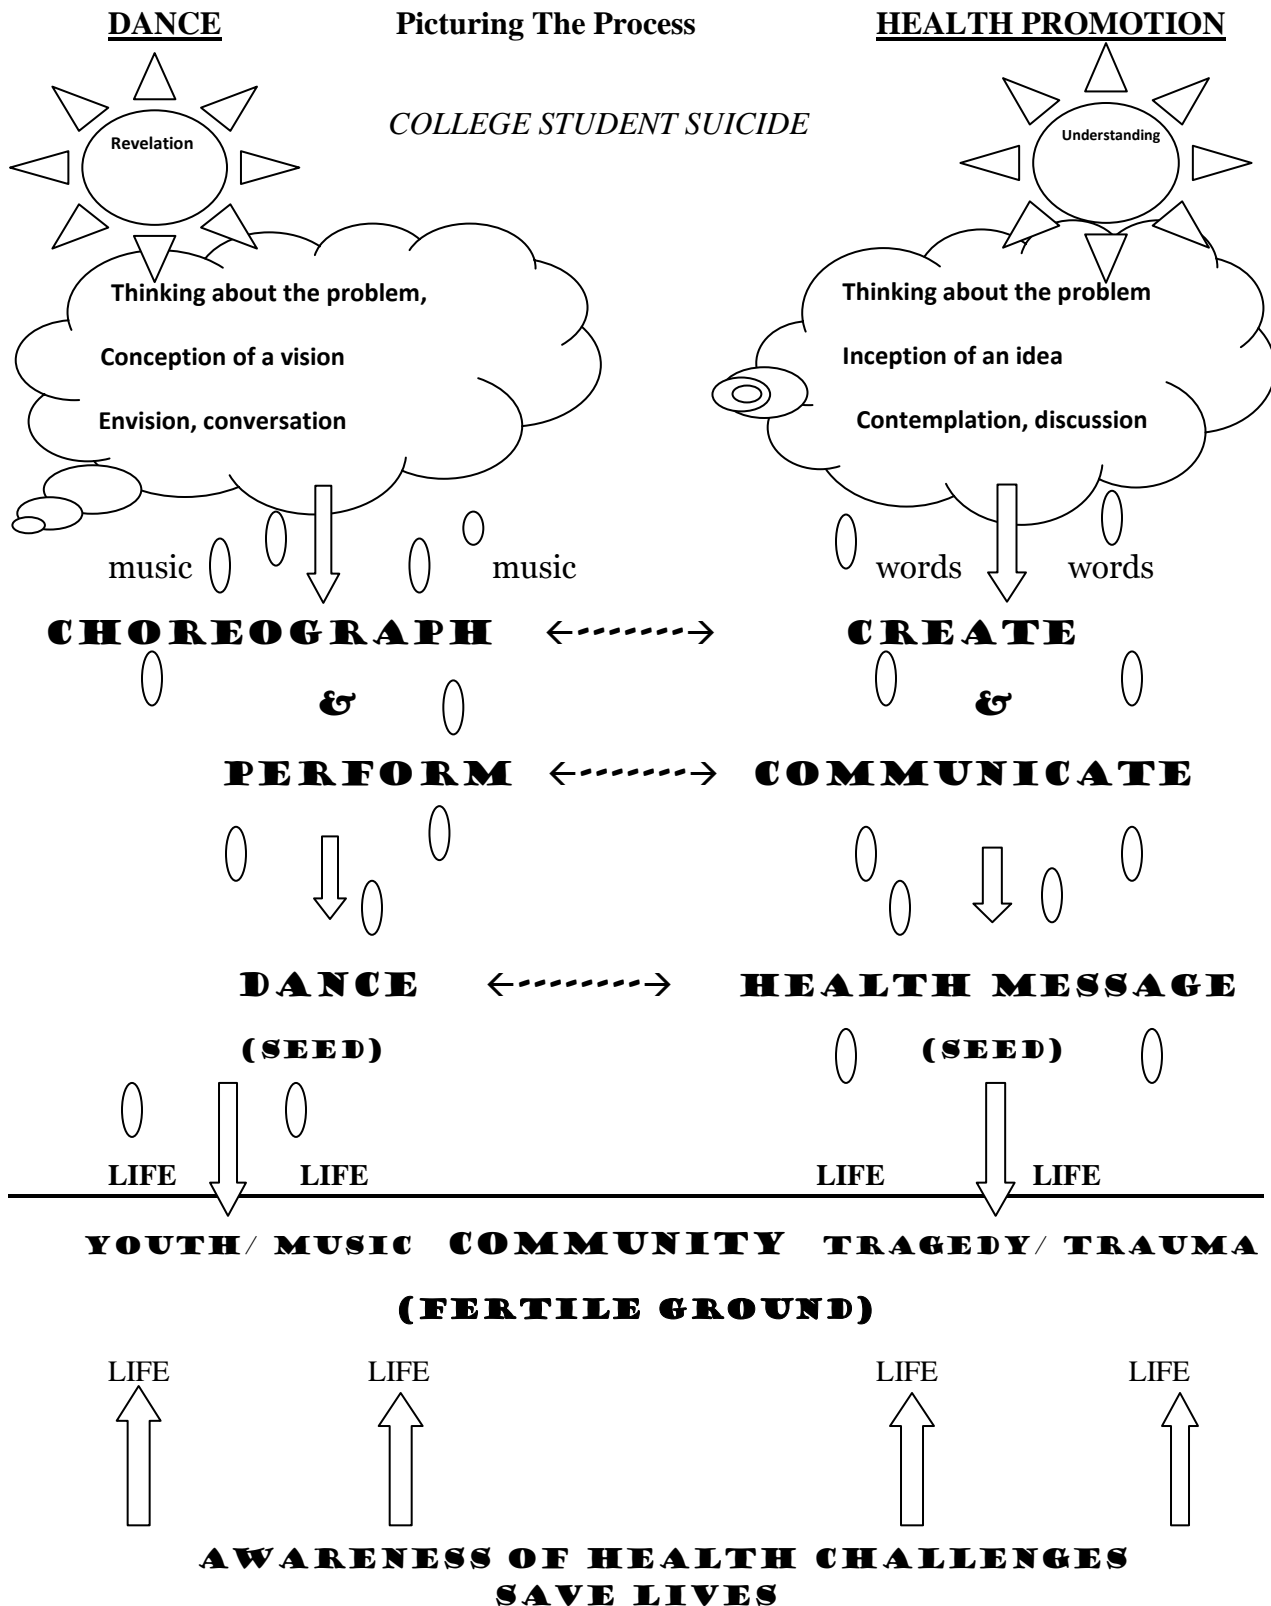 DANCE Picturing The Process HEALTH PROMOTION
COLLEGE STUDENT SUICIDE
Revelation
Understanding
Thinking about the problem,
Conception of a vision
Envision, conversation
Thinking about the problem
Inception of an idea
Contemplation, discussion
music music words words
CHOREOGRAPH CREATE
& &
PERFORM COMMUNICATE
DANCE HEALTH MESSAGE
(SEED) (SEED)
LIFE LIFE LIFE LIFE
YOUTH/ MUSIC COMMUNITY TRAGEDY/ TRAUMA
(FERTILE GROUND)
LIFE LIFE LIFE LIFE
AWARENESS OF HEALTH CHALLENGES
SAVE LIVES